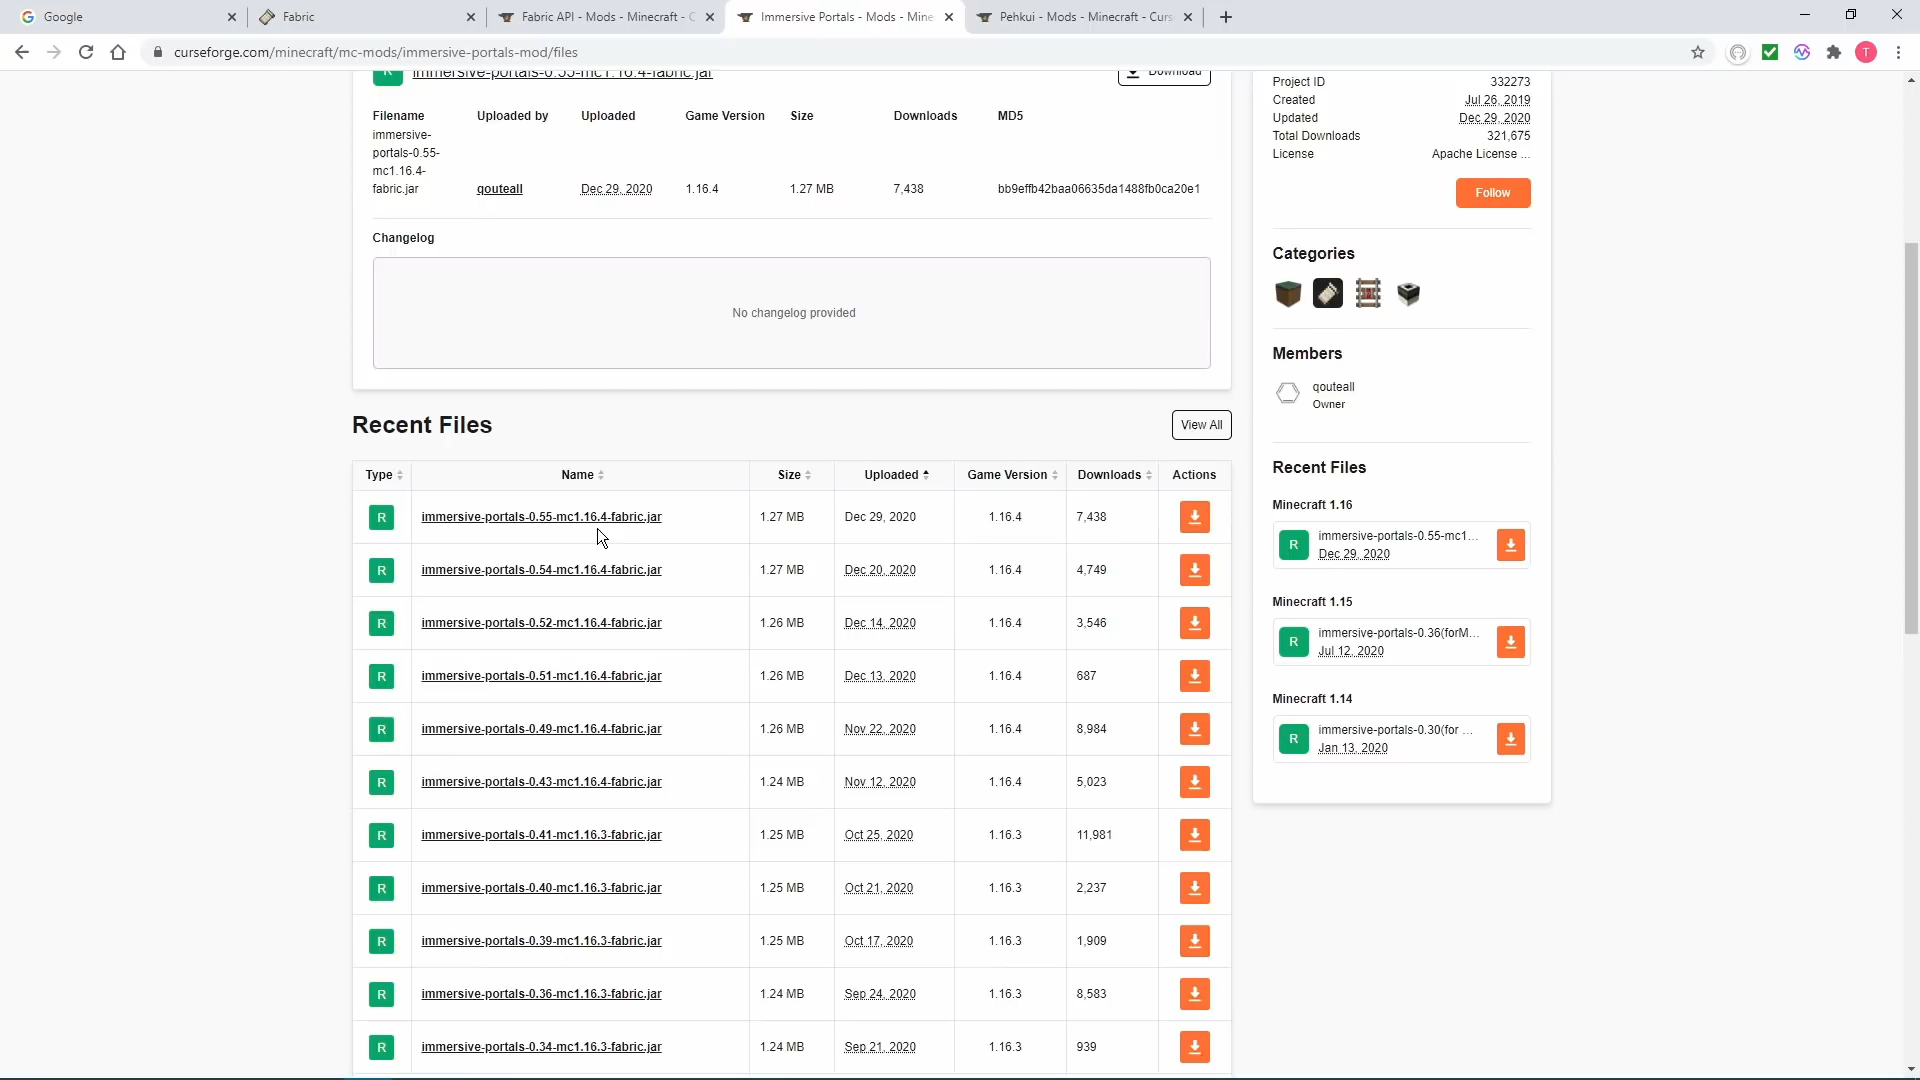 Google
Fabric
Fabric API - Mods - Minecraft - C
Immersive Portals - Mods - Mine
Pehkui - Mods - Minecraft - Curs
curseforge.com/minecraft/mc-mods/immersive-portals-mod/files
T
R immersive-portals-0.55-mc1.16.4-fabric.jar
Download
Filename Uploaded by Uploaded Game Version Size Downloads MD5
immersive-
portals-0.55-
mc1.16.4-
fabric.jar qouteall Dec 29, 2020 1.16.4 1.27 MB 7,438 bb9effb42baa06635da1488fb0ca20e1
Changelog
No changelog provided
Recent Files
View All
Type Name Size Uploaded Game Version Downloads Actions
R immersive-portals-0.55-mc1.16.4-fabric.jar 1.27 MB Dec 29, 2020 1.16.4 7,438
R immersive-portals-0.54-mc1.16.4-fabric.jar 1.27 MB Dec 20, 2020 1.16.4 4,749
R immersive-portals-0.52-mc1.16.4-fabric.jar 1.26 MB Dec 14, 2020 1.16.4 3,546
R immersive-portals-0.51-mc1.16.4-fabric.jar 1.26 MB Dec 13, 2020 1.16.4 687
R immersive-portals-0.49-mc1.16.4-fabric.jar 1.26 MB Nov 22, 2020 1.16.4 8,984
R immersive-portals-0.43-mc1.16.4-fabric.jar 1.24 MB Nov 12, 2020 1.16.4 5,023
R immersive-portals-0.41-mc1.16.3-fabric.jar 1.25 MB Oct 25, 2020 1.16.3 11,981
R immersive-portals-0.40-mc1.16.3-fabric.jar 1.25 MB Oct 21, 2020 1.16.3 2,237
R immersive-portals-0.39-mc1.16.3-fabric.jar 1.25 MB Oct 17, 2020 1.16.3 1,909
R immersive-portals-0.36-mc1.16.3-fabric.jar 1.24 MB Sep 24, 2020 1.16.3 8,583
R immersive-portals-0.34-mc1.16.3-fabric.jar 1.24 MB Sep 21, 2020 1.16.3 939
Project ID 332273
Created Jul 26, 2019
Updated Dec 29, 2020
Total Downloads 321,675
License Apache License ...
Follow
Categories
Members
qouteall
Owner
Recent Files
Minecraft 1.16
R immersive-portals-0.55-mc1...
Dec 29, 2020
Minecraft 1.15
R immersive-portals-0.36(forM...
Jul 12, 2020
Minecraft 1.14
R immersive-portals-0.30(for ...
Jan 13, 2020